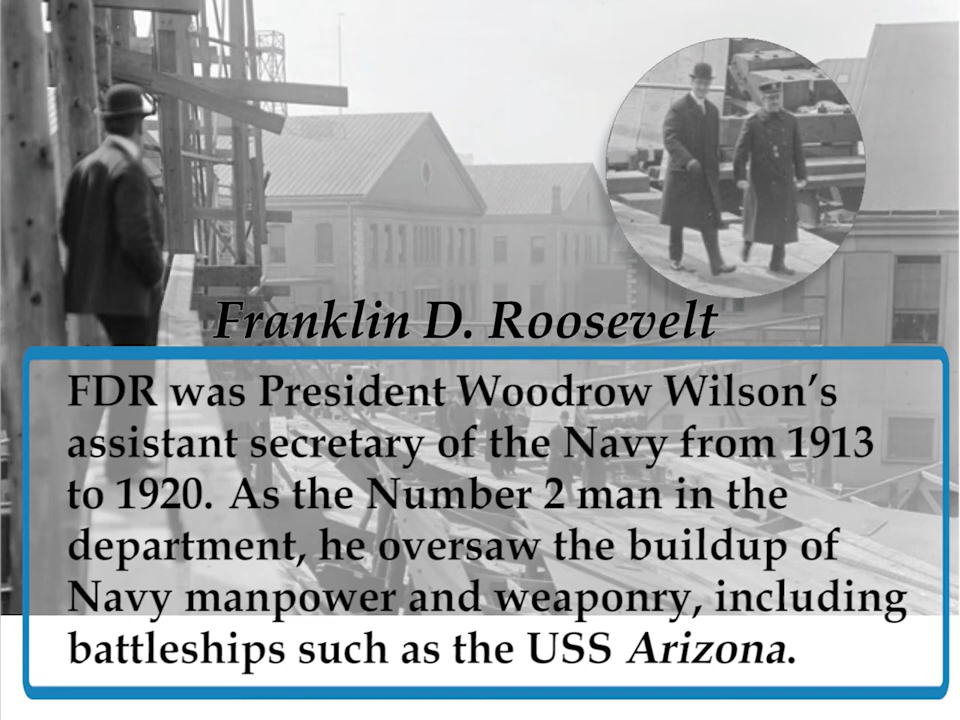 Franklin D. Roosevelt
FDR was President Woodrow Wilson’s
assistant secretary of the Navy from 1913
to 1920. As the Number 2 man in the
department, he oversaw the buildup of
Navy manpower and weaponry, including
battleships such as the USS Arizona.